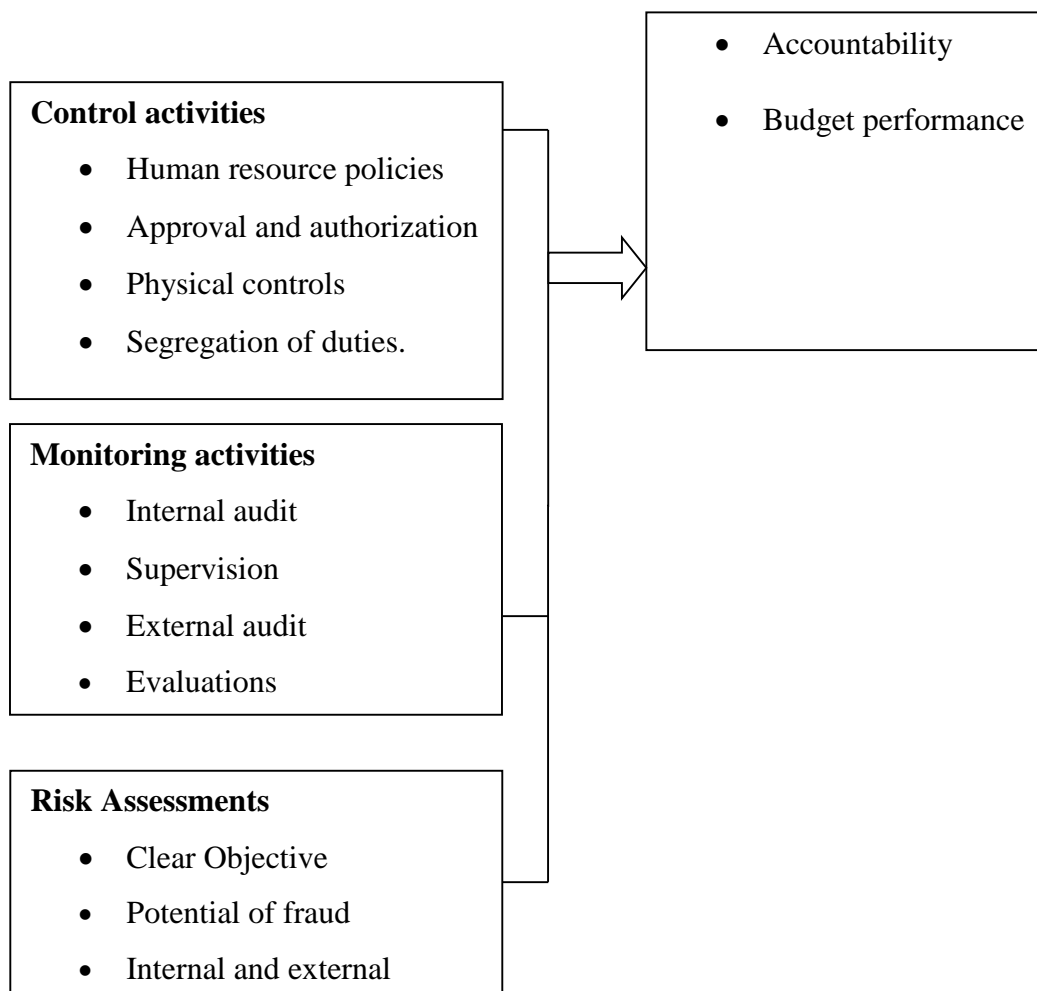 Control activities
• Human resource policies
• Approval and authorization
• Physical controls
• Segregation of duties.
Monitoring activities
• Internal audit
• Supervision
• External audit
• Evaluations
Risk Assessments
• Clear Objective
• Potential of fraud
• Internal and external
• Accountability
• Budget performance